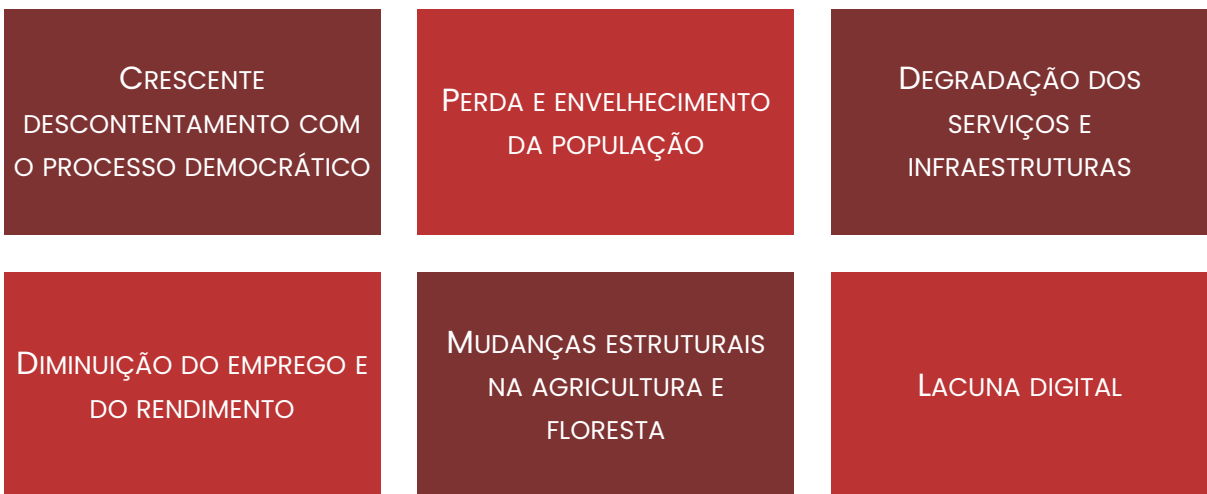 Crescente
descontentamento com
o processo democrático
Perda e envelhecimento
da população
Degradação dos
serviços e
infraestruturas
Diminuição do emprego e
do rendimento
Mudanças estruturais
na agricultura e
floresta
Lacuna digital